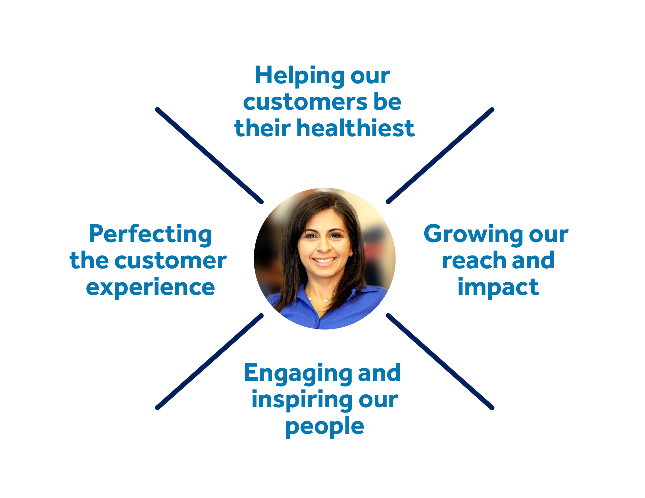 Helping our
customers be
their healthiest
Perfecting
the customer
experience
Growing our
reach and
impact
Engaging and
inspiring our
people